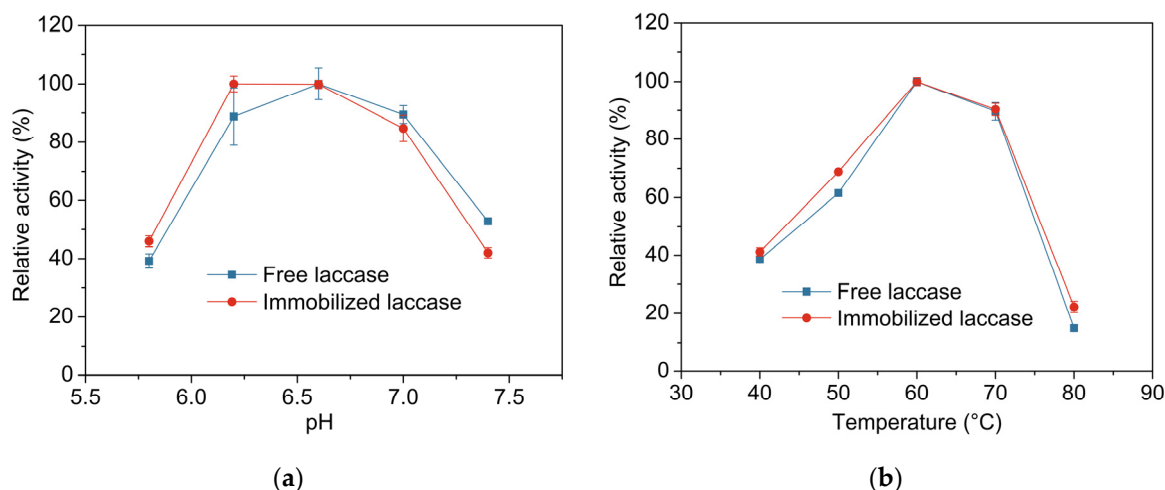 120
100
80
60
40
20
0
Relative activity (%)
Free laccase
Immobilized laccase
5.5 6.0 6.5 7.0 7.5
pH
(a)
120
100
80
60
40
20
0
Relative activity (%)
Free laccase
Immobilized laccase
30 40 50 60 70 80 90
Temperature (°C)
(b)